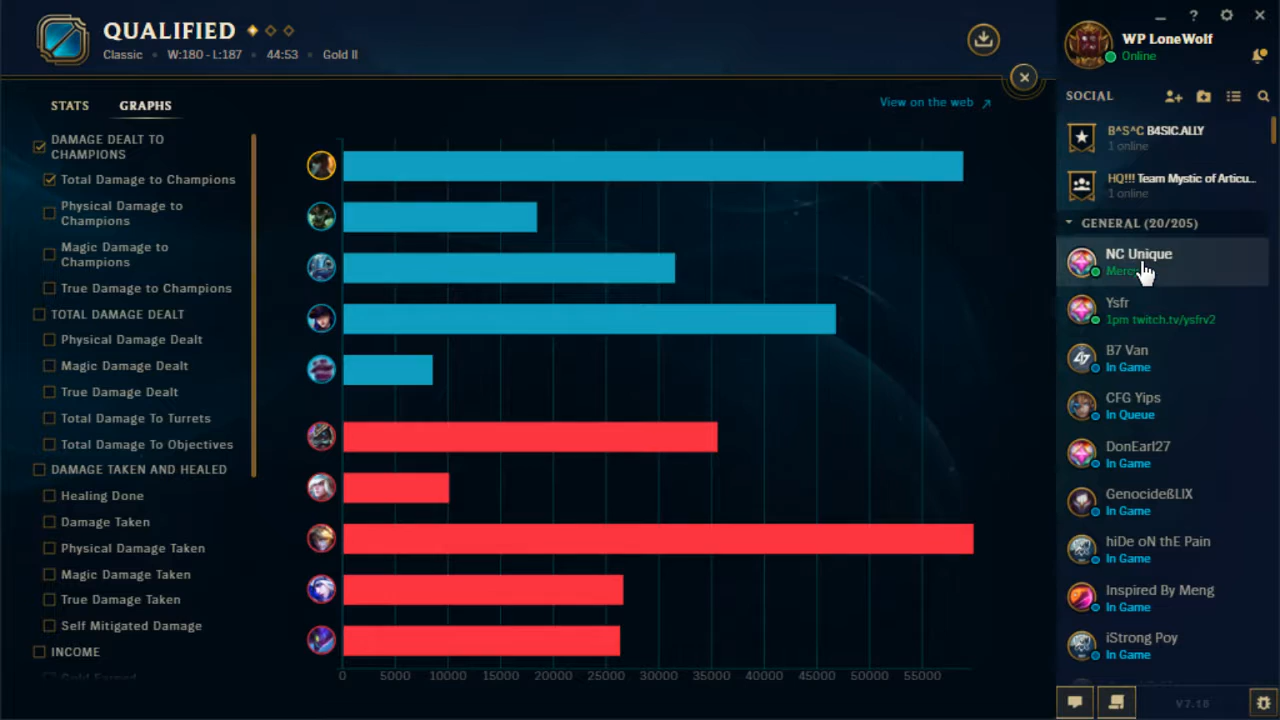 QUALIFIED
Classic • W:180 - L:187 • 44:53 • Gold II
STATS GRAPHS
View on the web
DAMAGE DEALT TO
CHAMPIONS
Total Damage to Champions
Physical Damage to
Champions
Magic Damage to
Champions
True Damage to Champions
TOTAL DAMAGE DEALT
Physical Damage Dealt
Magic Damage Dealt
True Damage Dealt
Total Damage To Turrets
Total Damage To Objectives
DAMAGE TAKEN AND HEALED
Healing Done
Damage Taken
Physical Damage Taken
Magic Damage Taken
True Damage Taken
Self Mitigated Damage
INCOME
Gold Earned
0 5000 10000 15000 20000 25000 30000 35000 40000 45000 50000 55000
WP LoneWolf
Online
SOCIAL
B^S^C B4SIC.ALLY
1 online
HQ!!! Team Mystic of Articu...
1 online
GENERAL (20/205)
NC Unique
Ysfr
1pm twitch.tv/ysfrv2
B7 Van
In Game
CFG Yips
In Queue
DonEarl27
In Game
GenocideßLIX
In Game
hiDe oN thE Pain
In Game
Inspired By Meng
In Game
iStrong Poy
In Game
V7.18